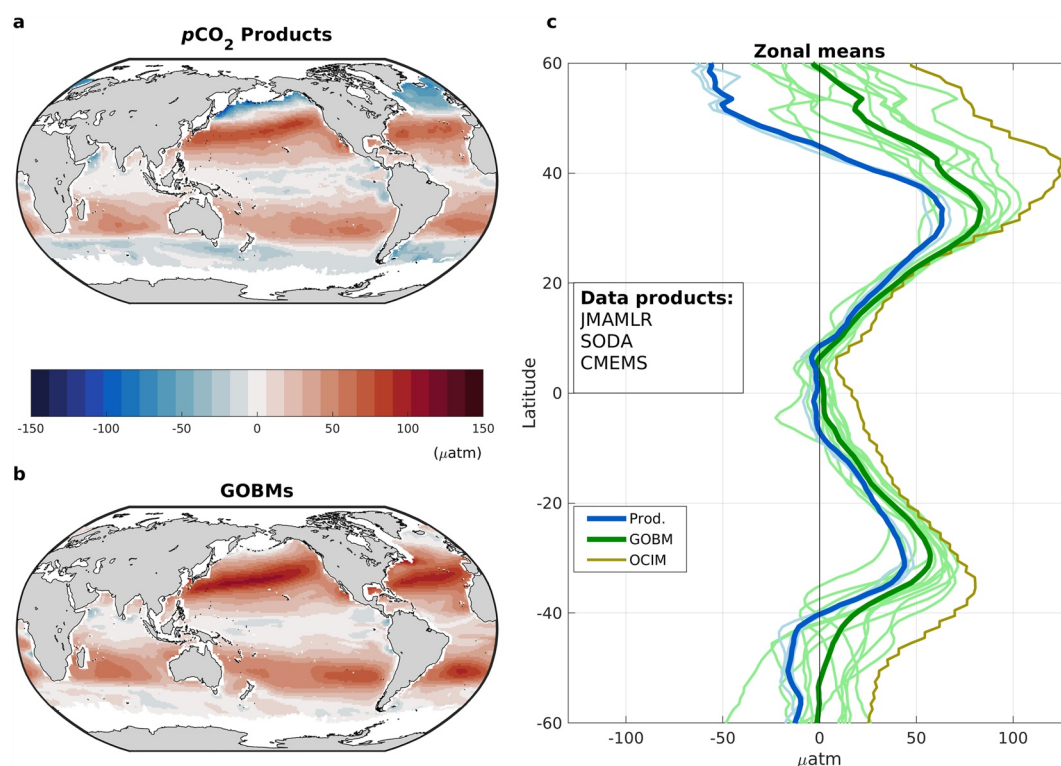 a
pCO2 Products
-150 -100 -50 0 50 100 150
(μatm)
b
GOBMs
c
Zonal means
60
40
20
0
-20
-40
-60
Latitude
Data products:
JMAMLR
SODA
CMEMS
Prod.
GOBM
OCIM
-100 -50 0 50 100
μatm